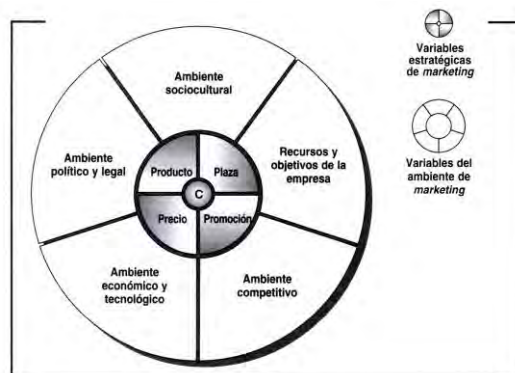 Ambiente
sociocultural
Ambiente
político y legal
Recursos y
objetivos de la
empresa
Producto
Plaza
C
Precio
Promoción
Ambiente
económico y
tecnológico
Ambiente
competitivo
Variables
estratégicas
de marketing
Variables del
ambiente de
marketing